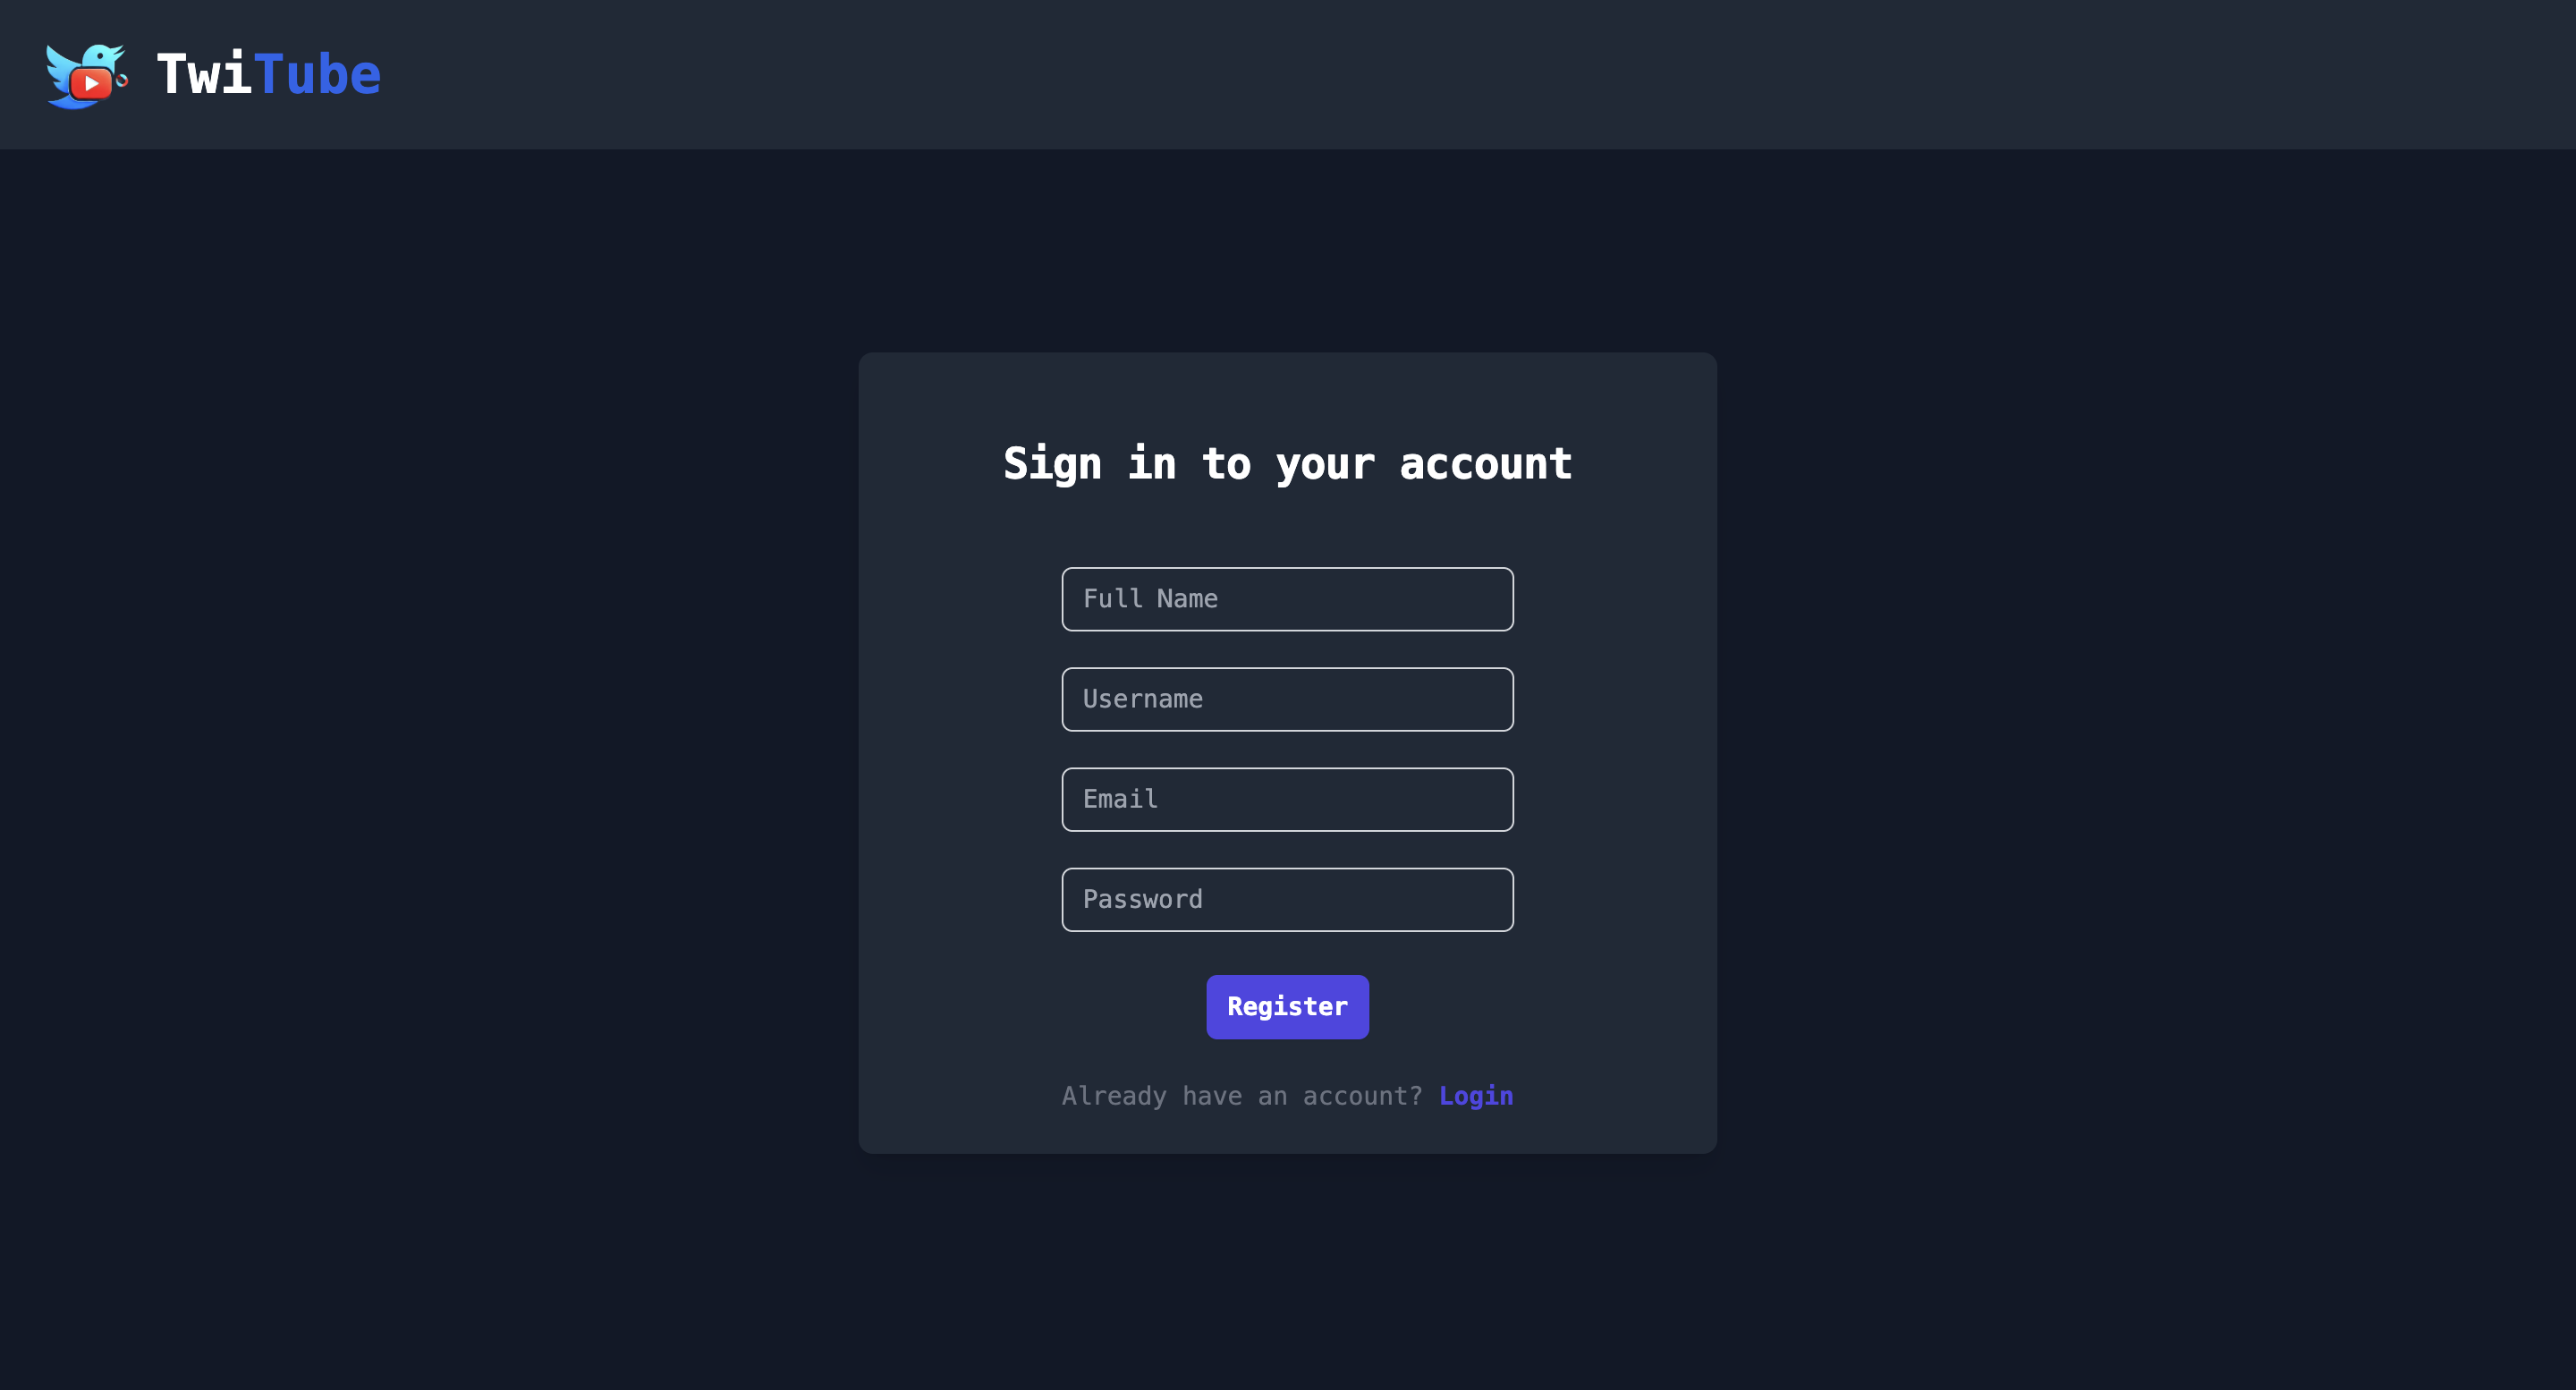 TwiTube
Sign in to your account
Full Name
Username
Email
Password
Register
Already have an account? Login